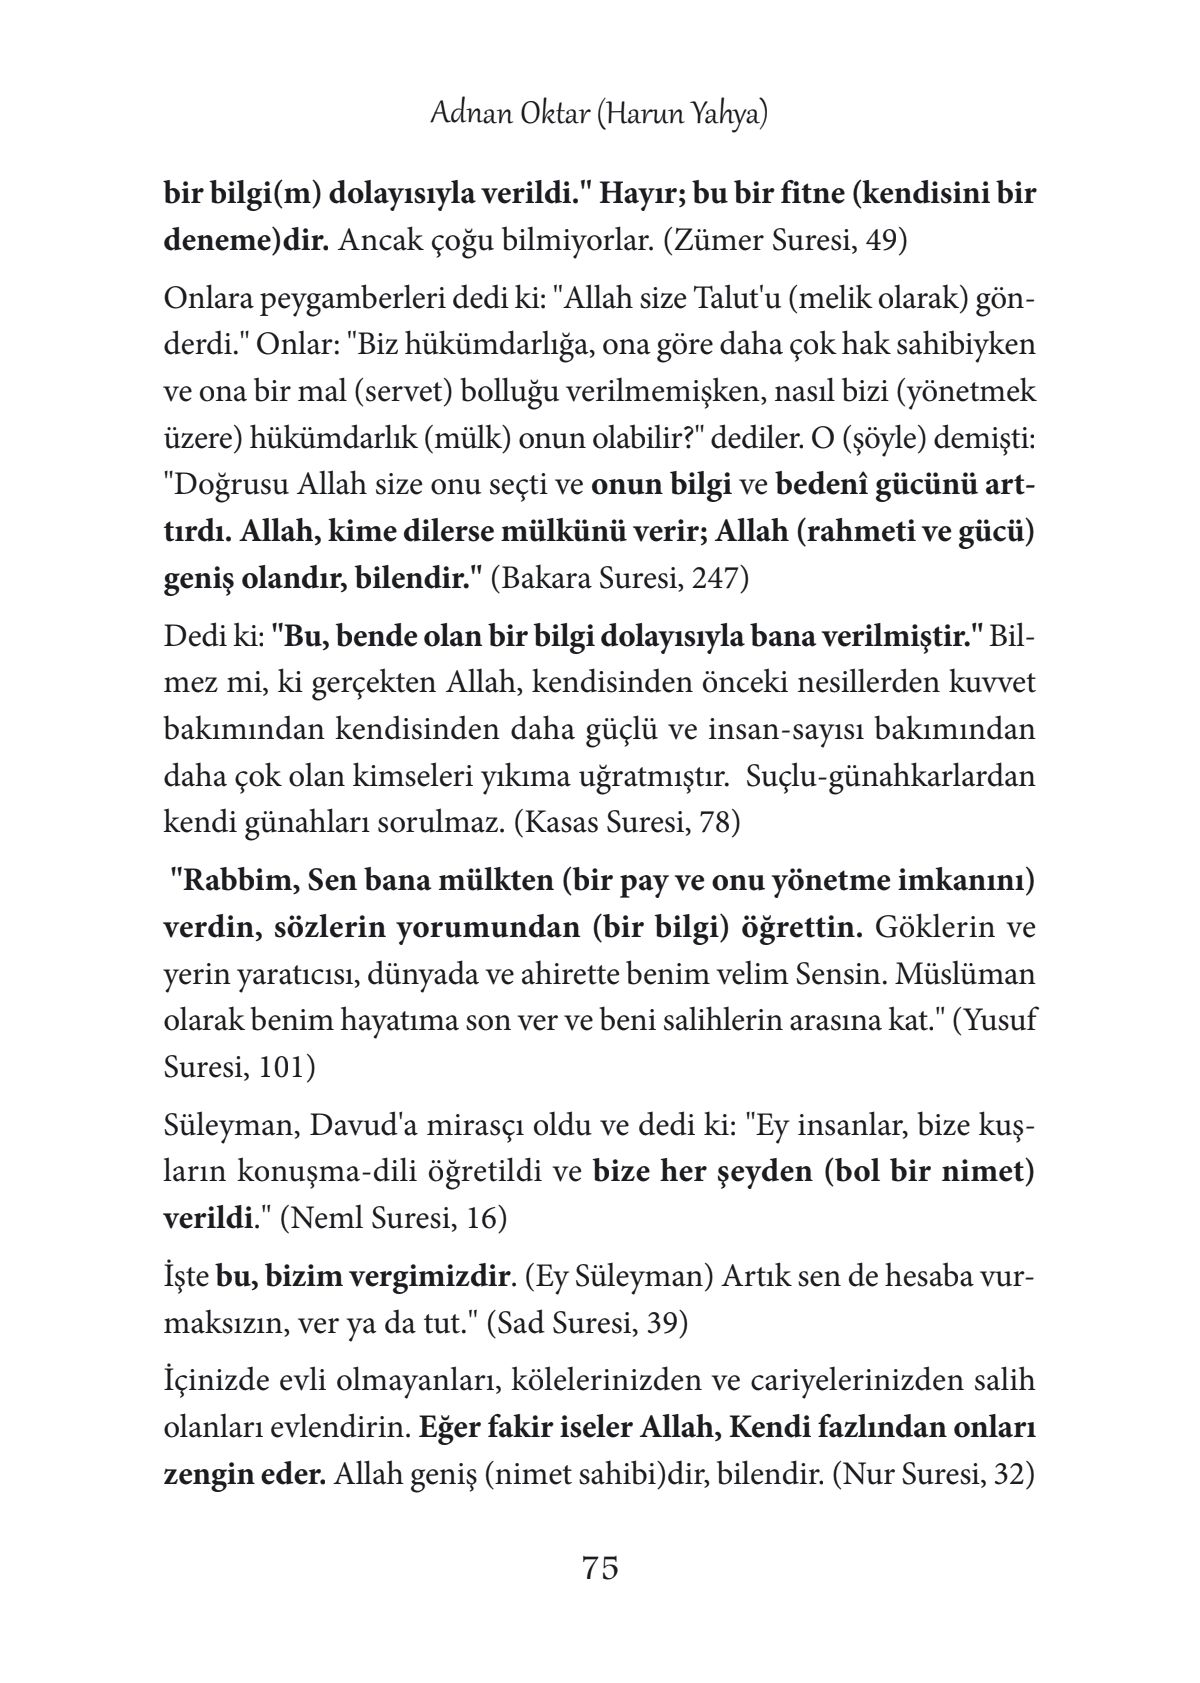 Adnan Oktar (Harun Yahya)
bir bilgi(m) dolayısıyla verildi." Hayır; bu bir fitne (kendisini bir
deneme)dir. Ancak çoğu bilmiyorlar. (Zümer Suresi, 49)
Onlara peygamberleri dedi ki: "Allah size Talut'u (melik olarak) gön-
derdi." Onlar: "Biz hükümdarlığa, ona göre daha çok hak sahibiyken
ve ona bir mal (servet) bolluğu verilmemişken, nasıl bizi (yönetmek
üzere) hükümdarlık (mülk) onun olabilir?" dediler. O (şöyle) demişti:
"Doğrusu Allah size onu seçti ve onun bilgi ve bedenî gücünü art-
tırdı. Allah, kime dilerse mülkünü verir; Allah (rahmeti ve gücü)
geniş olandır, bilendir." (Bakara Suresi, 247)
Dedi ki: "Bu, bende olan bir bilgi dolayısıyla bana verilmiştir." Bil-
mez mi, ki gerçekten Allah, kendisinden önceki nesillerden kuvvet
bakımından kendisinden daha güçlü ve insan-sayısı bakımından
daha çok olan kimseleri yıkıma uğratmıştır. Suçlu-günahkarlardan
kendi günahları sorulmaz. (Kasas Suresi, 78)
"Rabbim, Sen bana mülkten (bir pay ve onu yönetme imkanını)
verdin, sözlerin yorumundan (bir bilgi) öğrettin. Göklerin ve
yerin yaratıcısı, dünyada ve ahirette benim velim Sensin. Müslüman
olarak benim hayatıma son ver ve beni salihlerin arasına kat." (Yusuf
Suresi, 101)
Süleyman, Davud'a mirasçı oldu ve dedi ki: "Ey insanlar, bize kuş-
ların konuşma-dili öğretildi ve bize her şeyden (bol bir nimet)
verildi." (Neml Suresi, 16)
İşte bu, bizim vergimizdir. (Ey Süleyman) Artık sen de hesaba vur-
maksızın, ver ya da tut." (Sad Suresi, 39)
İçinizde evli olmayanları, kölelerinizden ve cariyelerinizden salih
olanları evlendirin. Eğer fakir iseler Allah, Kendi fazlından onları
zengin eder. Allah geniş (nimet sahibi)dir, bilendir. (Nur Suresi, 32)
75